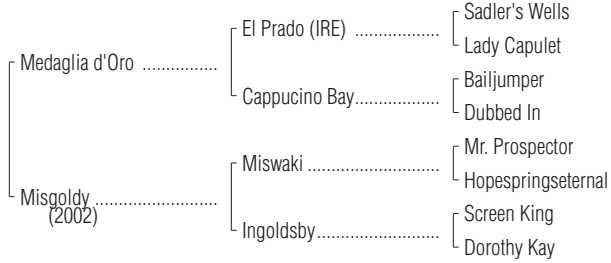 Sadler's Wells
El Prado (IRE) ..................
Lady Capulet
Medaglia d'Oro ................
Bailjumper
Cappucino Bay..................
Dubbed In
Mr. Prospector
Miswaki ............................
Hopespringseternal
Misgoldy ..........................
(2002)
Screen King
Ingoldsby..........................
Dorothy Kay